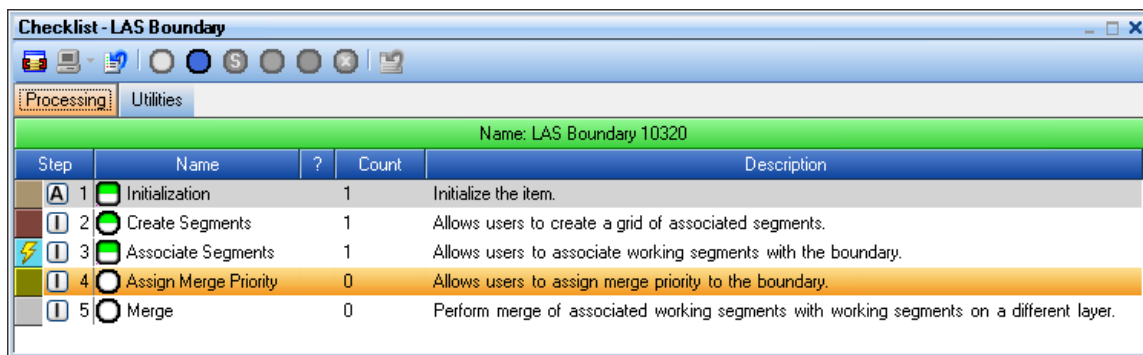 Checklist - LAS Boundary
S
Processing Utilities
Name: LAS Boundary 10320
Step Name ? Count Description
A 1 Initialization 1 Initialize the item.
I 2 Create Segments 1 Allows users to create a grid of associated segments.
I 3 Associate Segments 1 Allows users to associate working segments with the boundary.
I 4 Assign Merge Priority 0 Allows users to assign merge priority to the boundary.
I 5 Merge 0 Perform merge of associated working segments with working segments on a different layer.